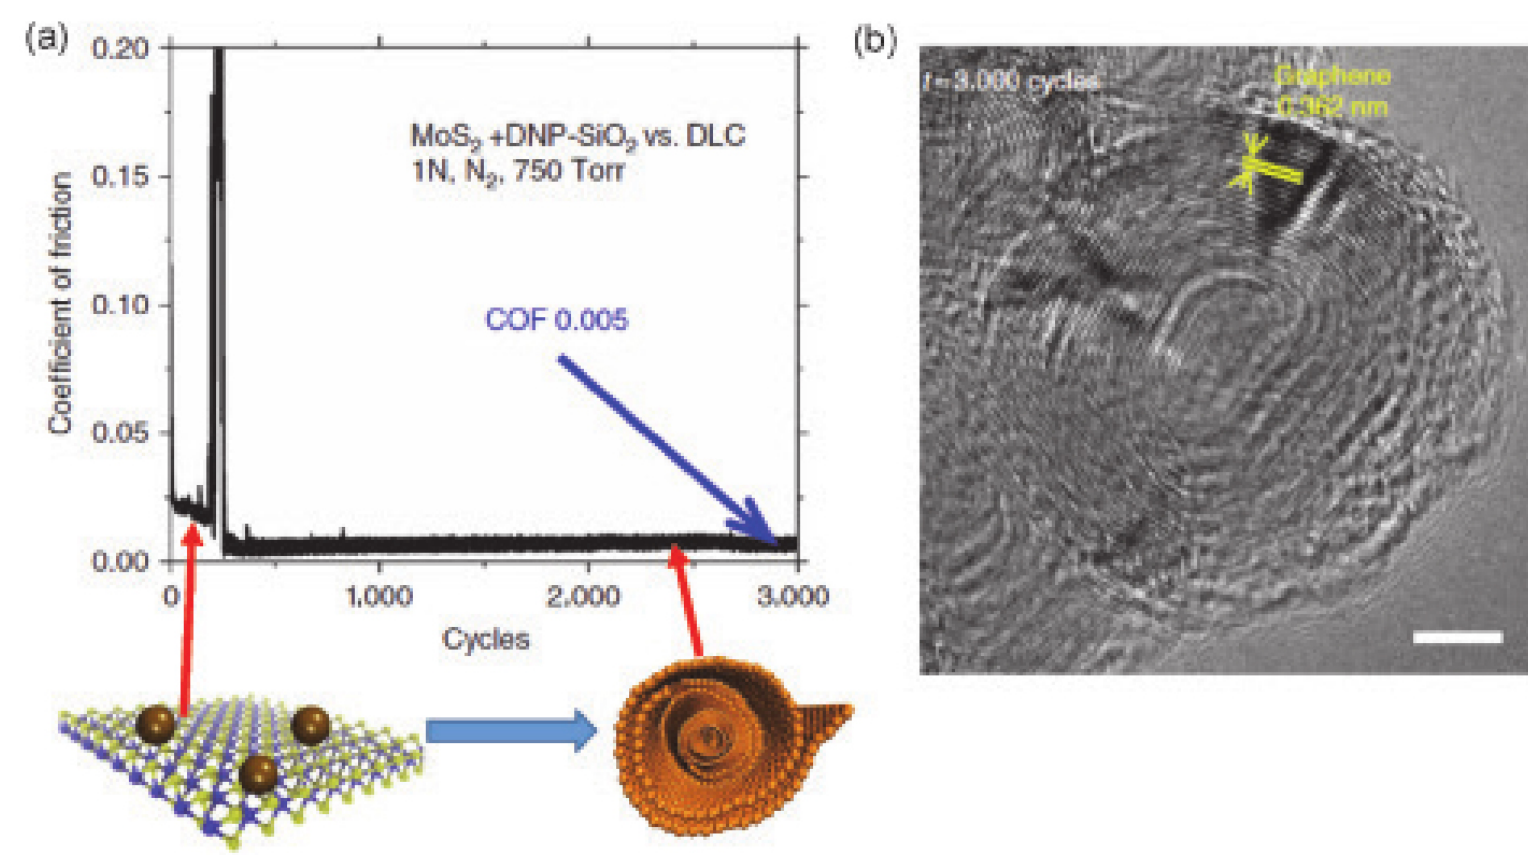 (a)
0.20
0.15
0.10
0.05
0.00
Coefficient of friction
MoS₂ +DNP-SiO₂ vs. DLC
1N, N₂, 750 Torr
COF 0.005
0
1.000
2.000
3.000
Cycles
(b)
t=3.000 cycles
Graphene
0.362 nm